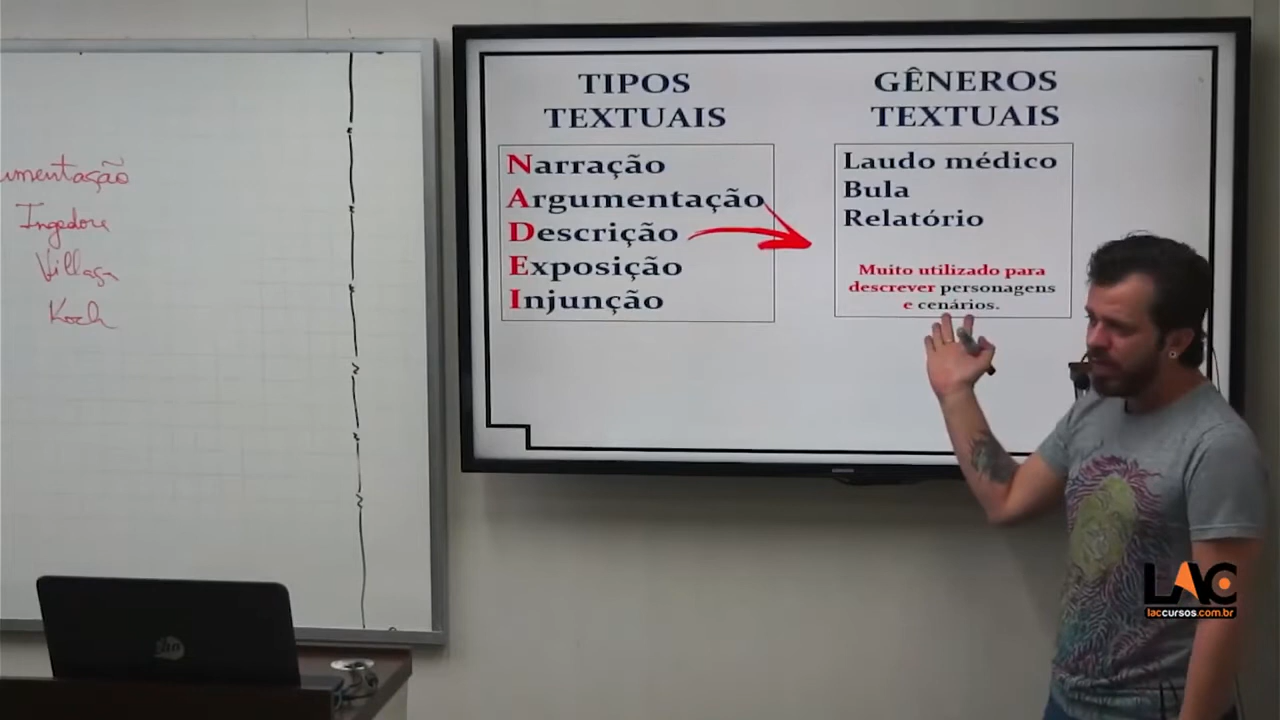 TIPOS
TEXTUAIS
Narração
Argumentação
Descrição
Exposição
Injunção
GÊNEROS
TEXTUAIS
Laudo médico
Bula
Relatório
Muito utilizado para
descrever personagens
e cenários.
umentação
Ingedore
Villaça
Koch
hp
LAC
laccursos.com.br